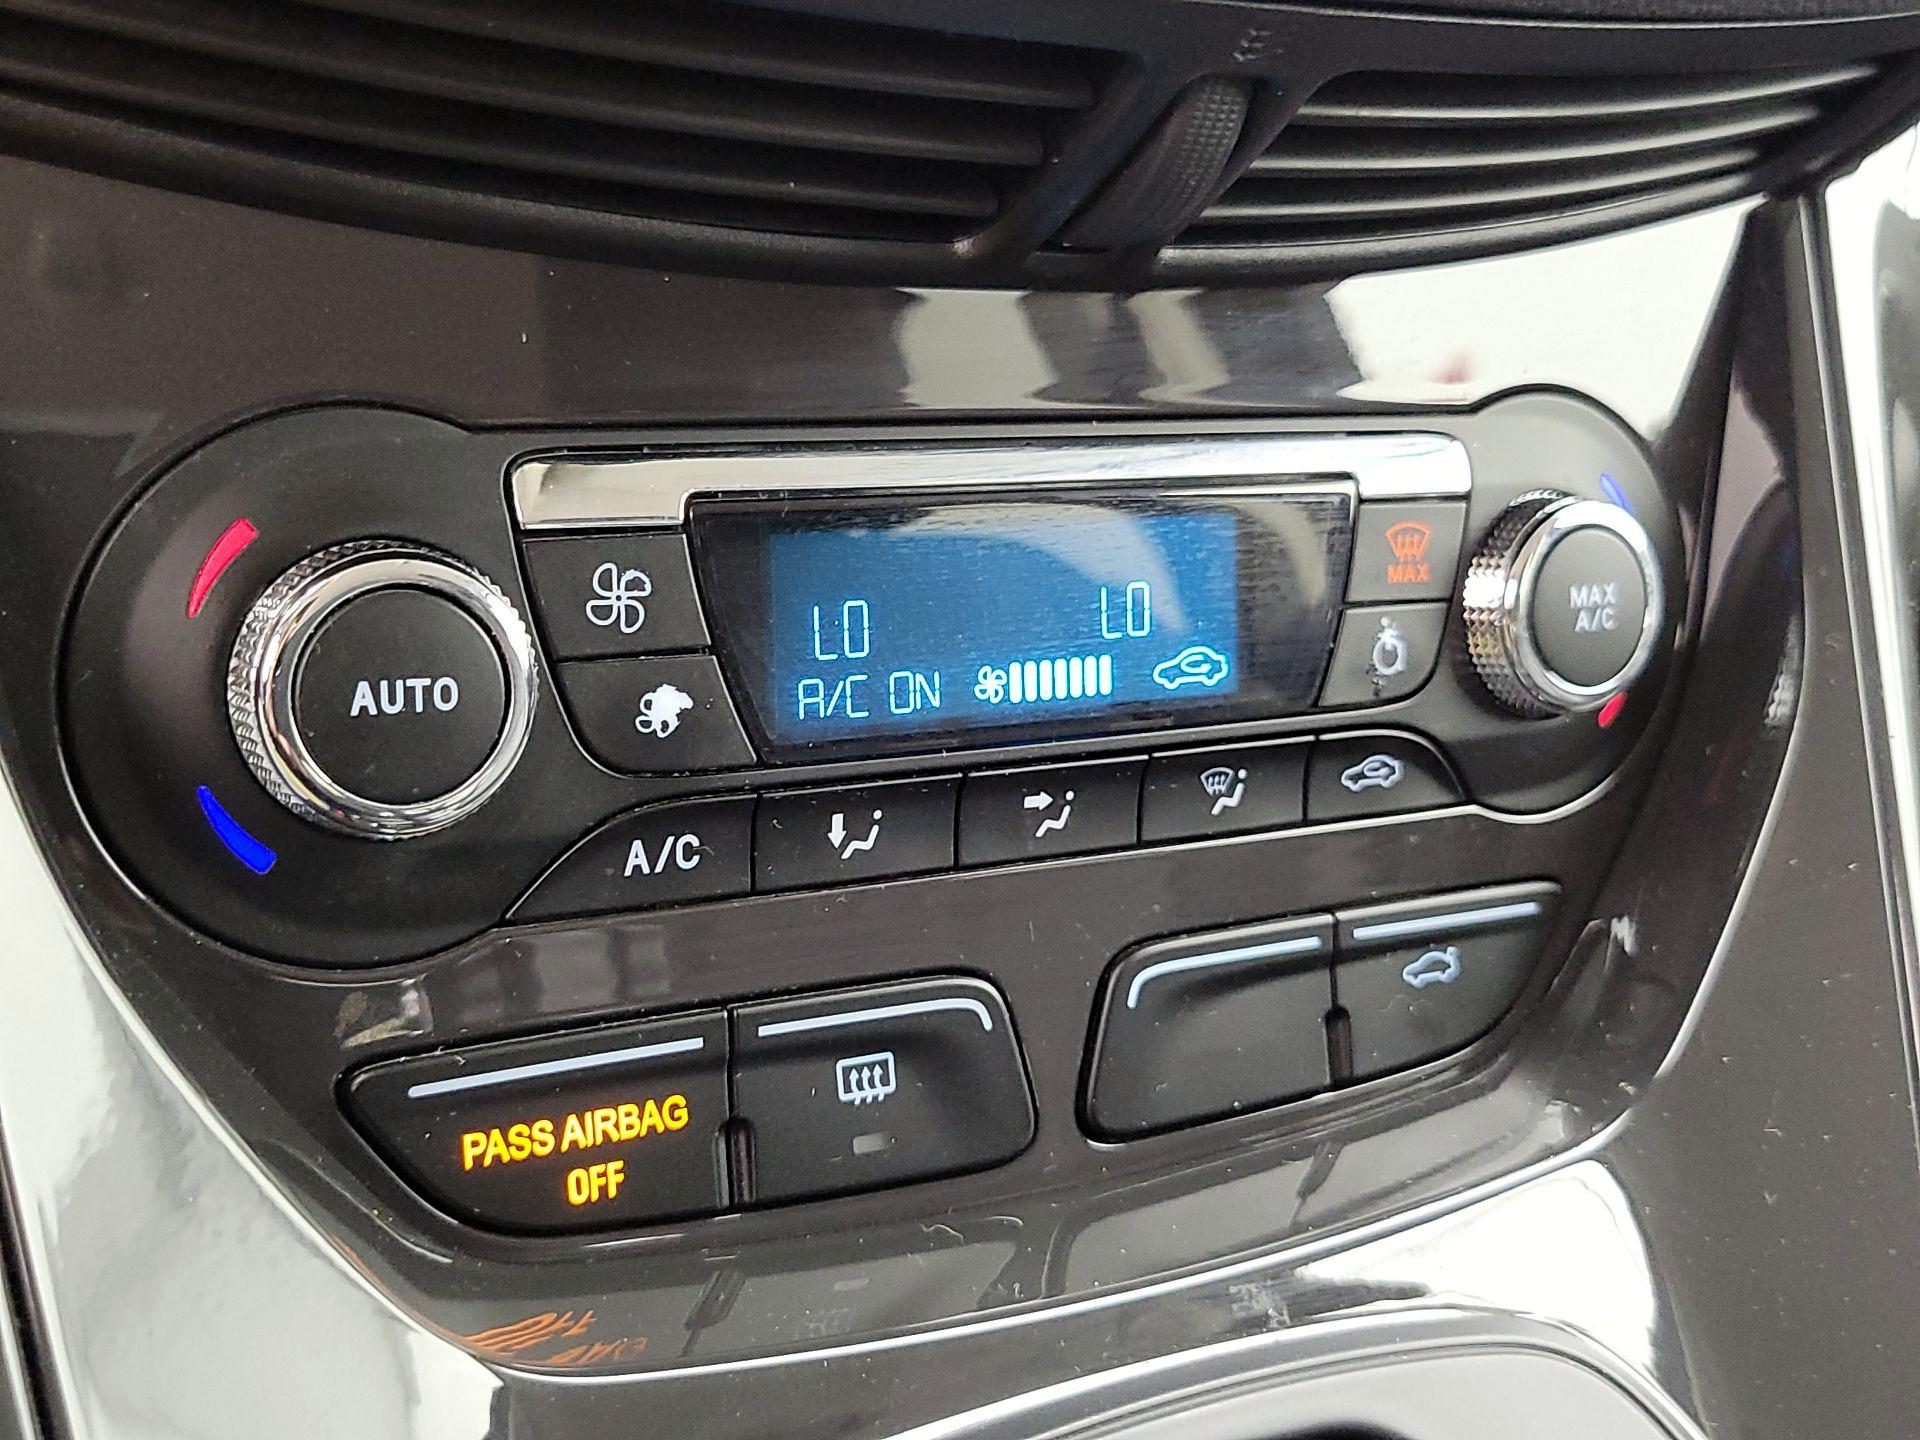 LO
LO
A/C ON
MAX
AUTO
MAX
A/C
A/C
PASS AIRBAG
OFF